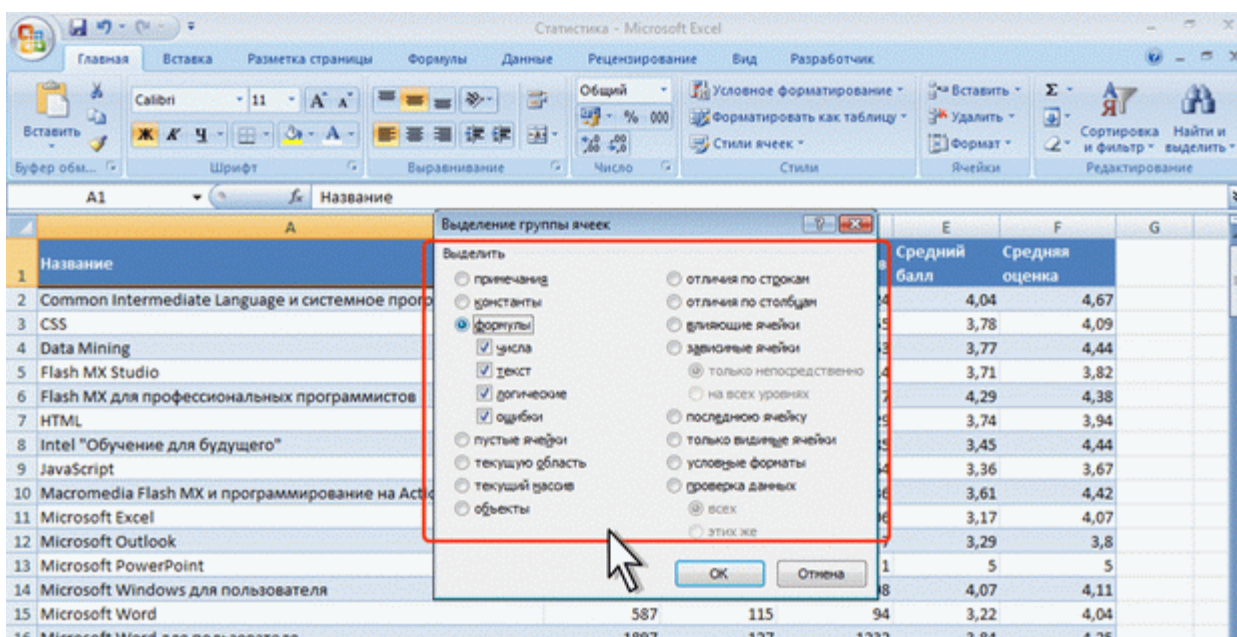 Статистика - Microsoft Excel
Главная Вставка Разметка страницы Формулы Данные Рецензирование Вид Разработчик
Вставить
Calibri 11 A A
Ж К Ч A
Общий
% 000
Условное форматирование
Форматировать как таблицу
Стили ячеек
Вставить
Удалить
Формат
Σ
Сортировка и фильтр
Найти и выделить
Буфер обм... Шрифт Выравнивание Число Стили Ячейки Редактирование
A1 fx Название
A E F G
1 Название Средний балл Средняя оценка
2 Common Intermediate Language и системное прогр 4,04 4,67
3 CSS 3,78 4,09
4 Data Mining 3,77 4,44
5 Flash MX Studio 3,71 3,82
6 Flash MX для профессиональных программистов 4,29 4,38
7 HTML 3,74 3,94
8 Intel "Обучение для будущего" 3,45 4,44
9 JavaScript 3,36 3,67
10 Macromedia Flash MX и программирование на Actio 3,61 4,42
11 Microsoft Excel 3,17 4,07
12 Microsoft Outlook 3,29 3,8
13 Microsoft PowerPoint 1 5 5
14 Microsoft Windows для пользователя 4,07 4,11
15 Microsoft Word 587 115 94 3,22 4,04
Выделение группы ячеек
Выделить
примечания
константы
формулы
числа
текст
логические
ошибки
пустые ячейки
текущую область
текущий массив
объекты
отличия по строкам
отличия по столбцам
влияющие ячейки
зависимые ячейки
только непосредственно
на всех уровнях
последнюю ячейку
только видимые ячейки
условные форматы
проверка данных
всех
этих же
ОК Отмена